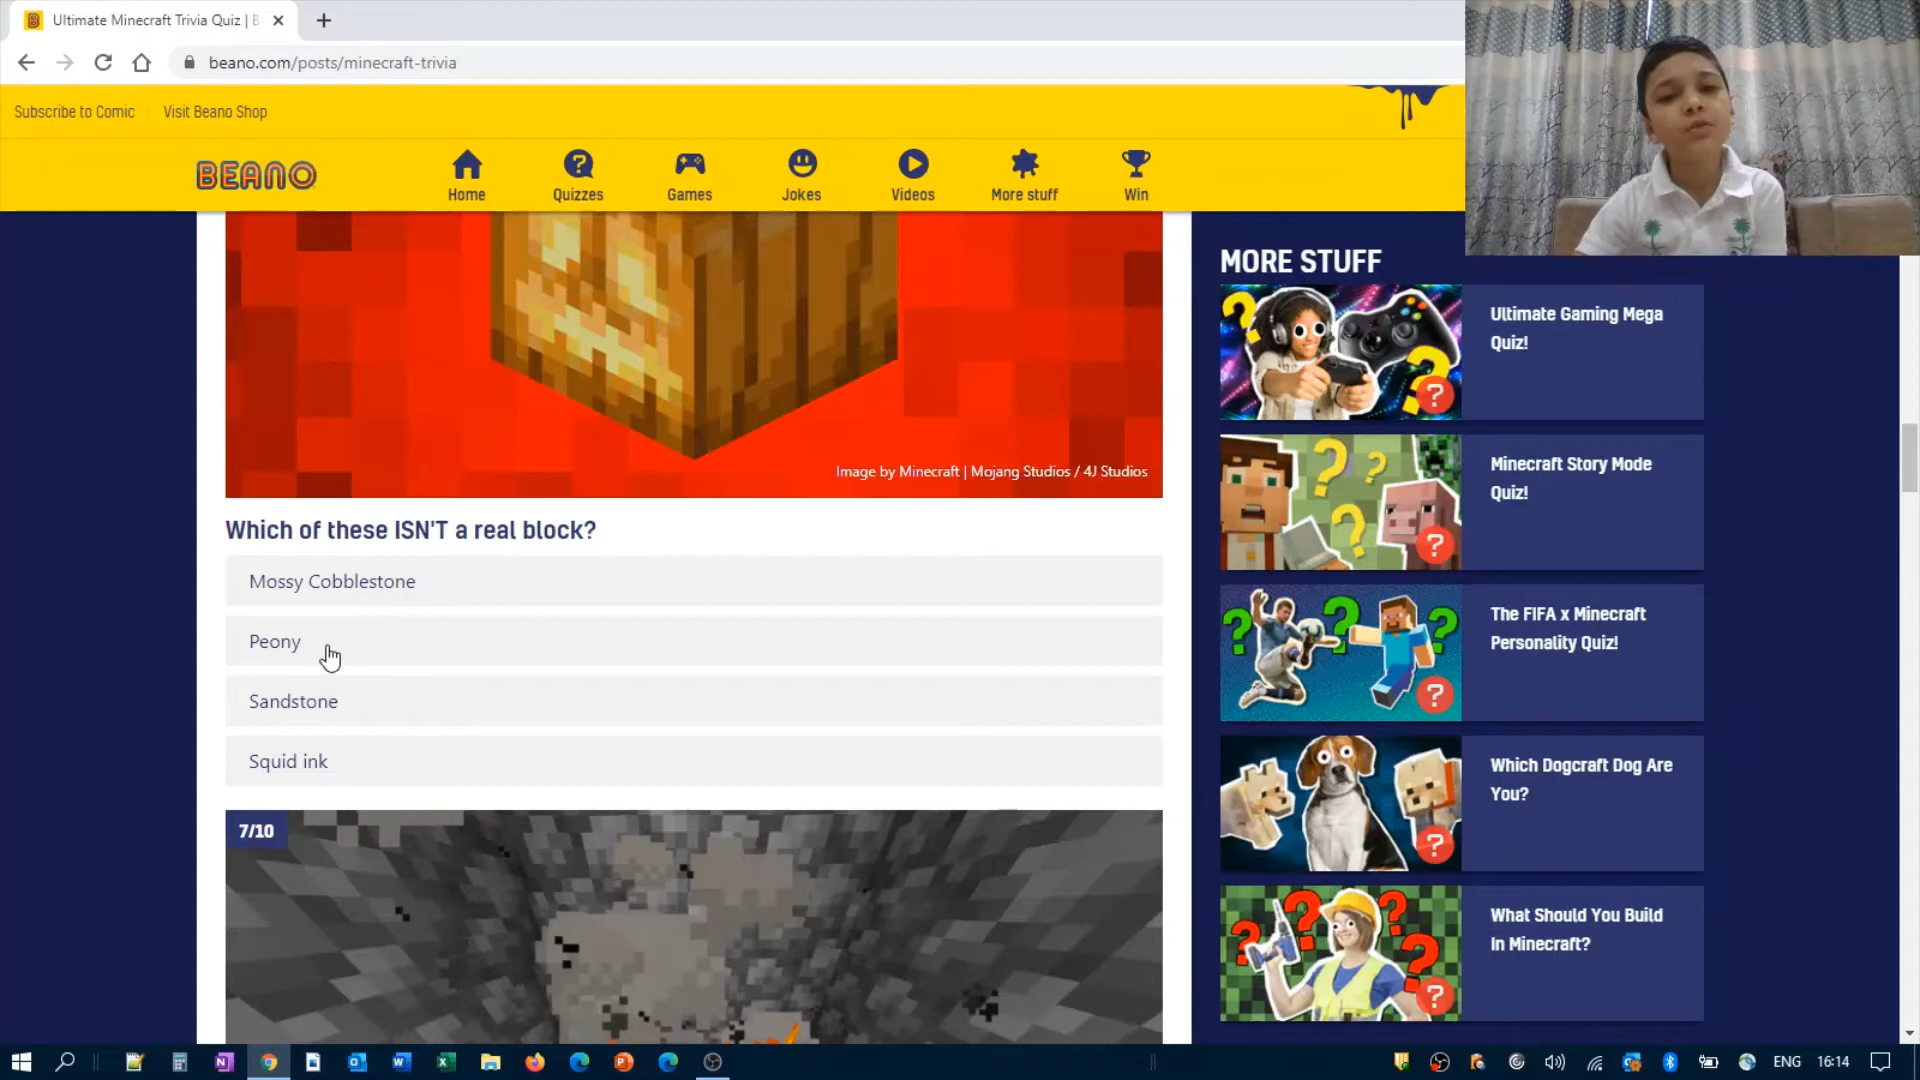 Ultimate Minecraft Trivia Quiz | B
beano.com/posts/minecraft-trivia
Subscribe to Comic
Visit Beano Shop
BEANO
Home
Quizzes
Games
Jokes
Videos
More stuff
Win
Image by Minecraft | Mojang Studios / 4J Studios
Which of these ISN'T a real block?
Mossy Cobblestone
Peony
Sandstone
Squid ink
7/10
MORE STUFF
Ultimate Gaming Mega
Quiz!
Minecraft Story Mode
Quiz!
The FIFA x Minecraft
Personality Quiz!
Which Dogcraft Dog Are
You?
What Should You Build
In Minecraft?
ENG
16:14